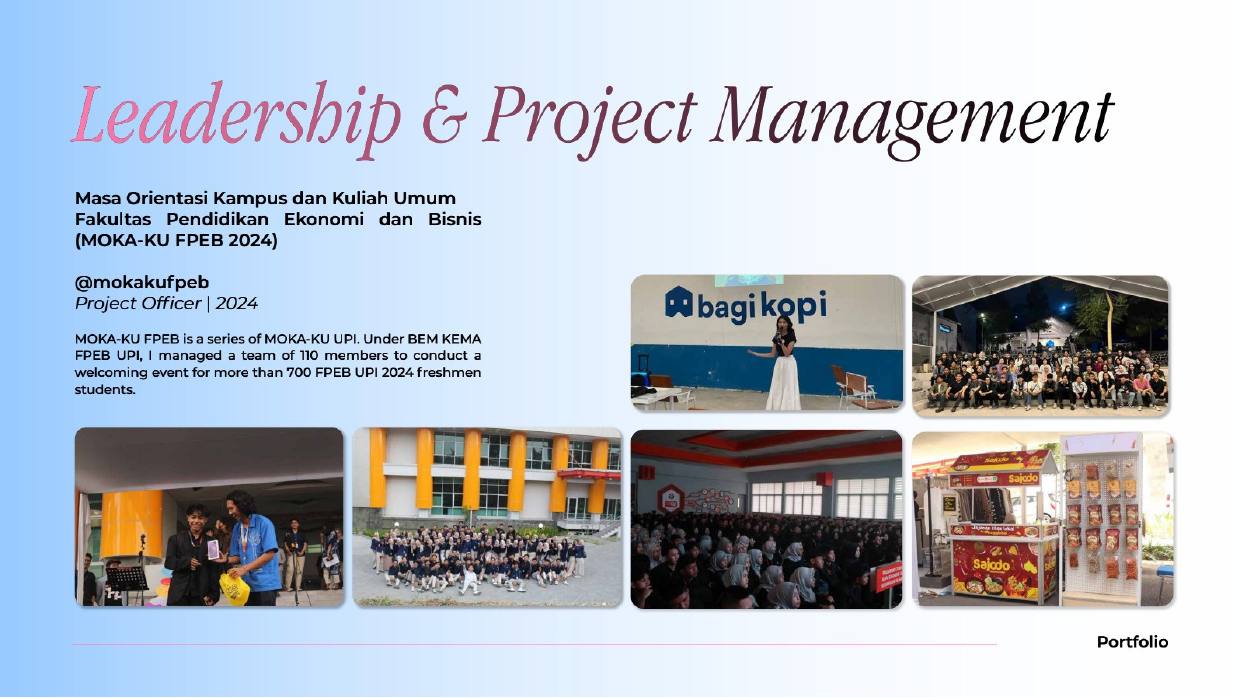 Leadership & Project Management
Masa Orientasi Kampus dan Kuliah Umum
Fakultas Pendidikan Ekonomi dan Bisnis
(MOKA-KU FPEB 2024)
@mokakufpeb
Project Officer | 2024
MOKA-KU FPEB is a series of MOKA-KU UPI. Under BEM KEMA
FPEB UPI, I managed a team of 110 members to conduct a
welcoming event for more than 700 FPEB UPI 2024 freshmen
students.
bagi kopi
Sajodo
Sajodo
Sajodo
Portfolio